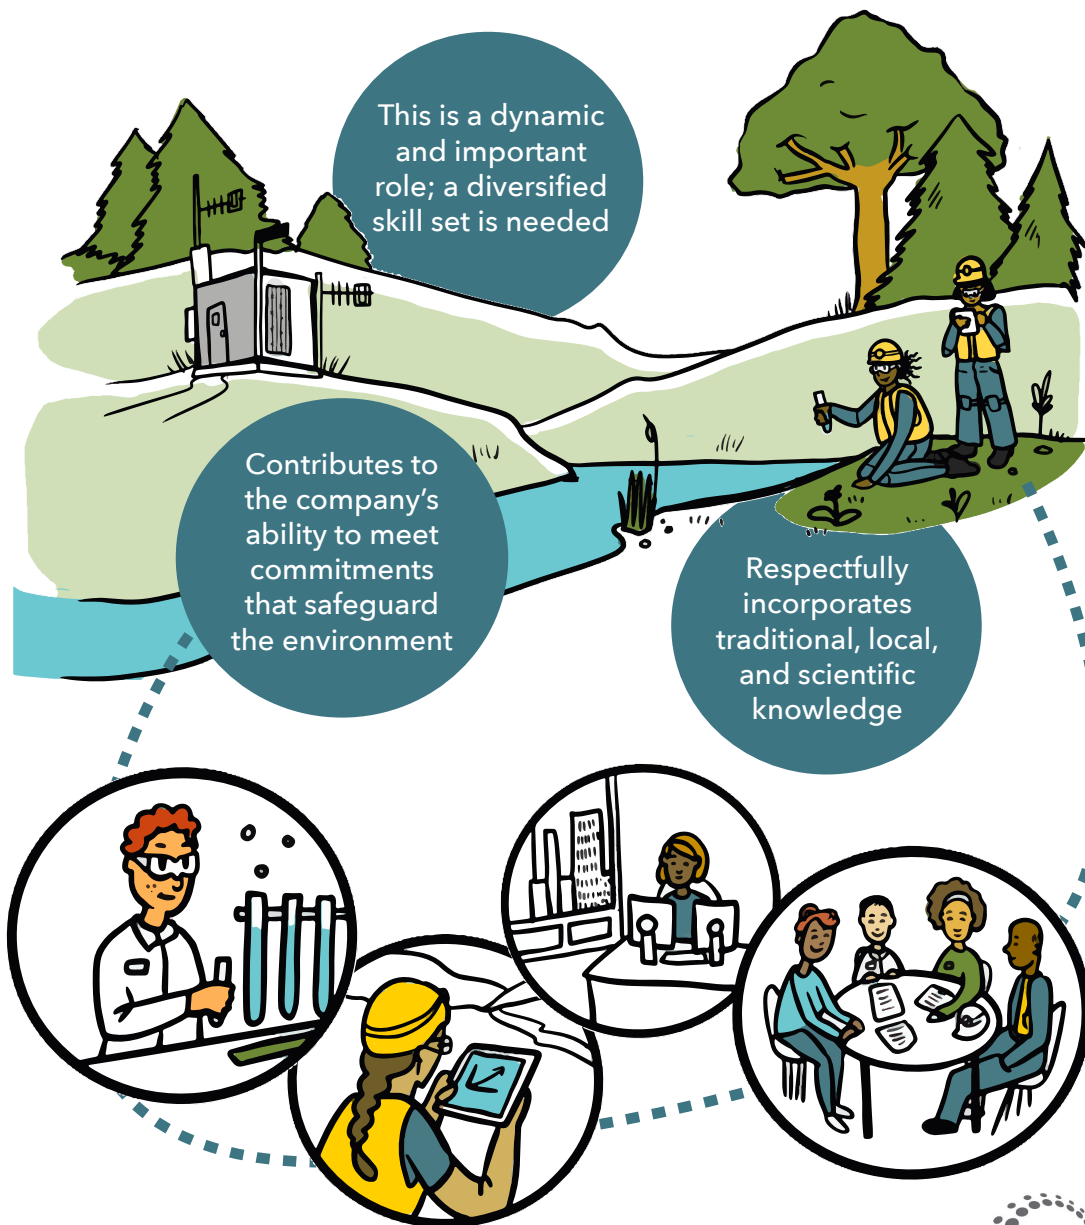 This is a dynamic
and important
role; a diversified
skill set is needed
Contributes to
the company’s
ability to meet
commitments
that safeguard
the environment
Respectfully
incorporates
traditional, local,
and scientific
knowledge